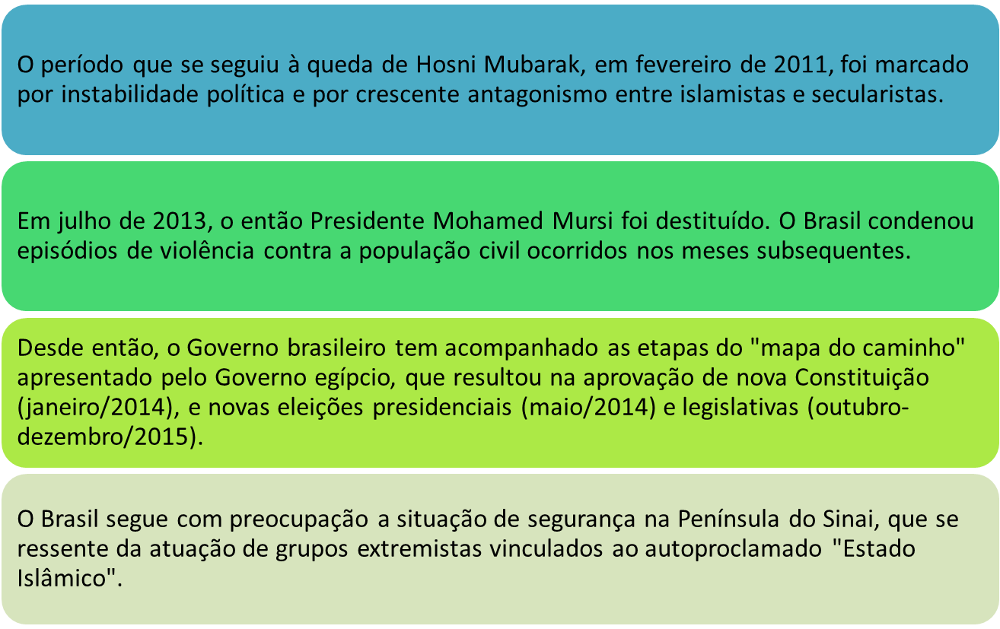 O período que se seguiu à queda de Hosni Mubarak, em fevereiro de 2011, foi marcado
por instabilidade política e por crescente antagonismo entre islamistas e secularistas.
Em julho de 2013, o então Presidente Mohamed Mursi foi destituído. O Brasil condenou
episódios de violência contra a população civil ocorridos nos meses subsequentes.
Desde então, o Governo brasileiro tem acompanhado as etapas do "mapa do caminho"
apresentado pelo Governo egípcio, que resultou na aprovação de nova Constituição
(janeiro/2014), e novas eleições presidenciais (maio/2014) e legislativas (outubro-
dezembro/2015).
O Brasil segue com preocupação a situação de segurança na Península do Sinai, que se
ressente da atuação de grupos extremistas vinculados ao autoproclamado "Estado
Islâmico".